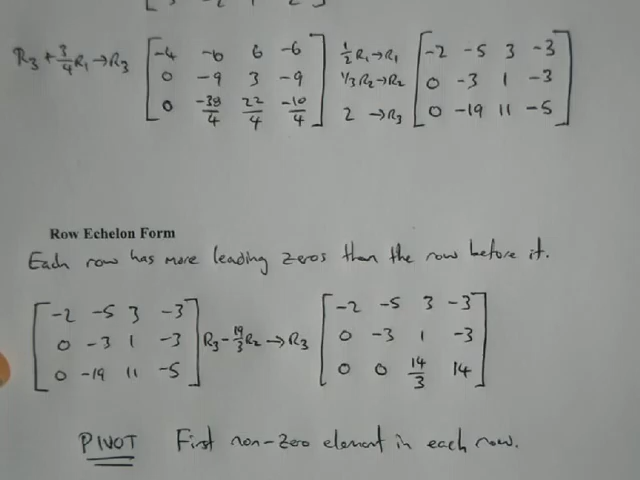 R₃ + 3/4 R₁ → R₃ [ -4 -10 6 -6 ] 1/2 R₁ → R₁ [ -2 -5 3 -3 ]
[ 0 -9 3 -9 ] 1/3 R₂ → R₂ [ 0 -3 1 -3 ]
[ 0 -38/4 22/4 -10/4 ] 2 → R₃ [ 0 -19 11 -5 ]
Row Echelon Form
Each row has more leading zeros than the row before it.
[ -2 -5 3 -3 ] [ -2 -5 3 -3 ]
[ 0 -3 1 -3 ] R₃ - 19/3 R₂ → R₃ [ 0 -3 1 -3 ]
[ 0 -19 11 -5 ] [ 0 0 14/3 14 ]
PIVOT First non-zero element in each row.